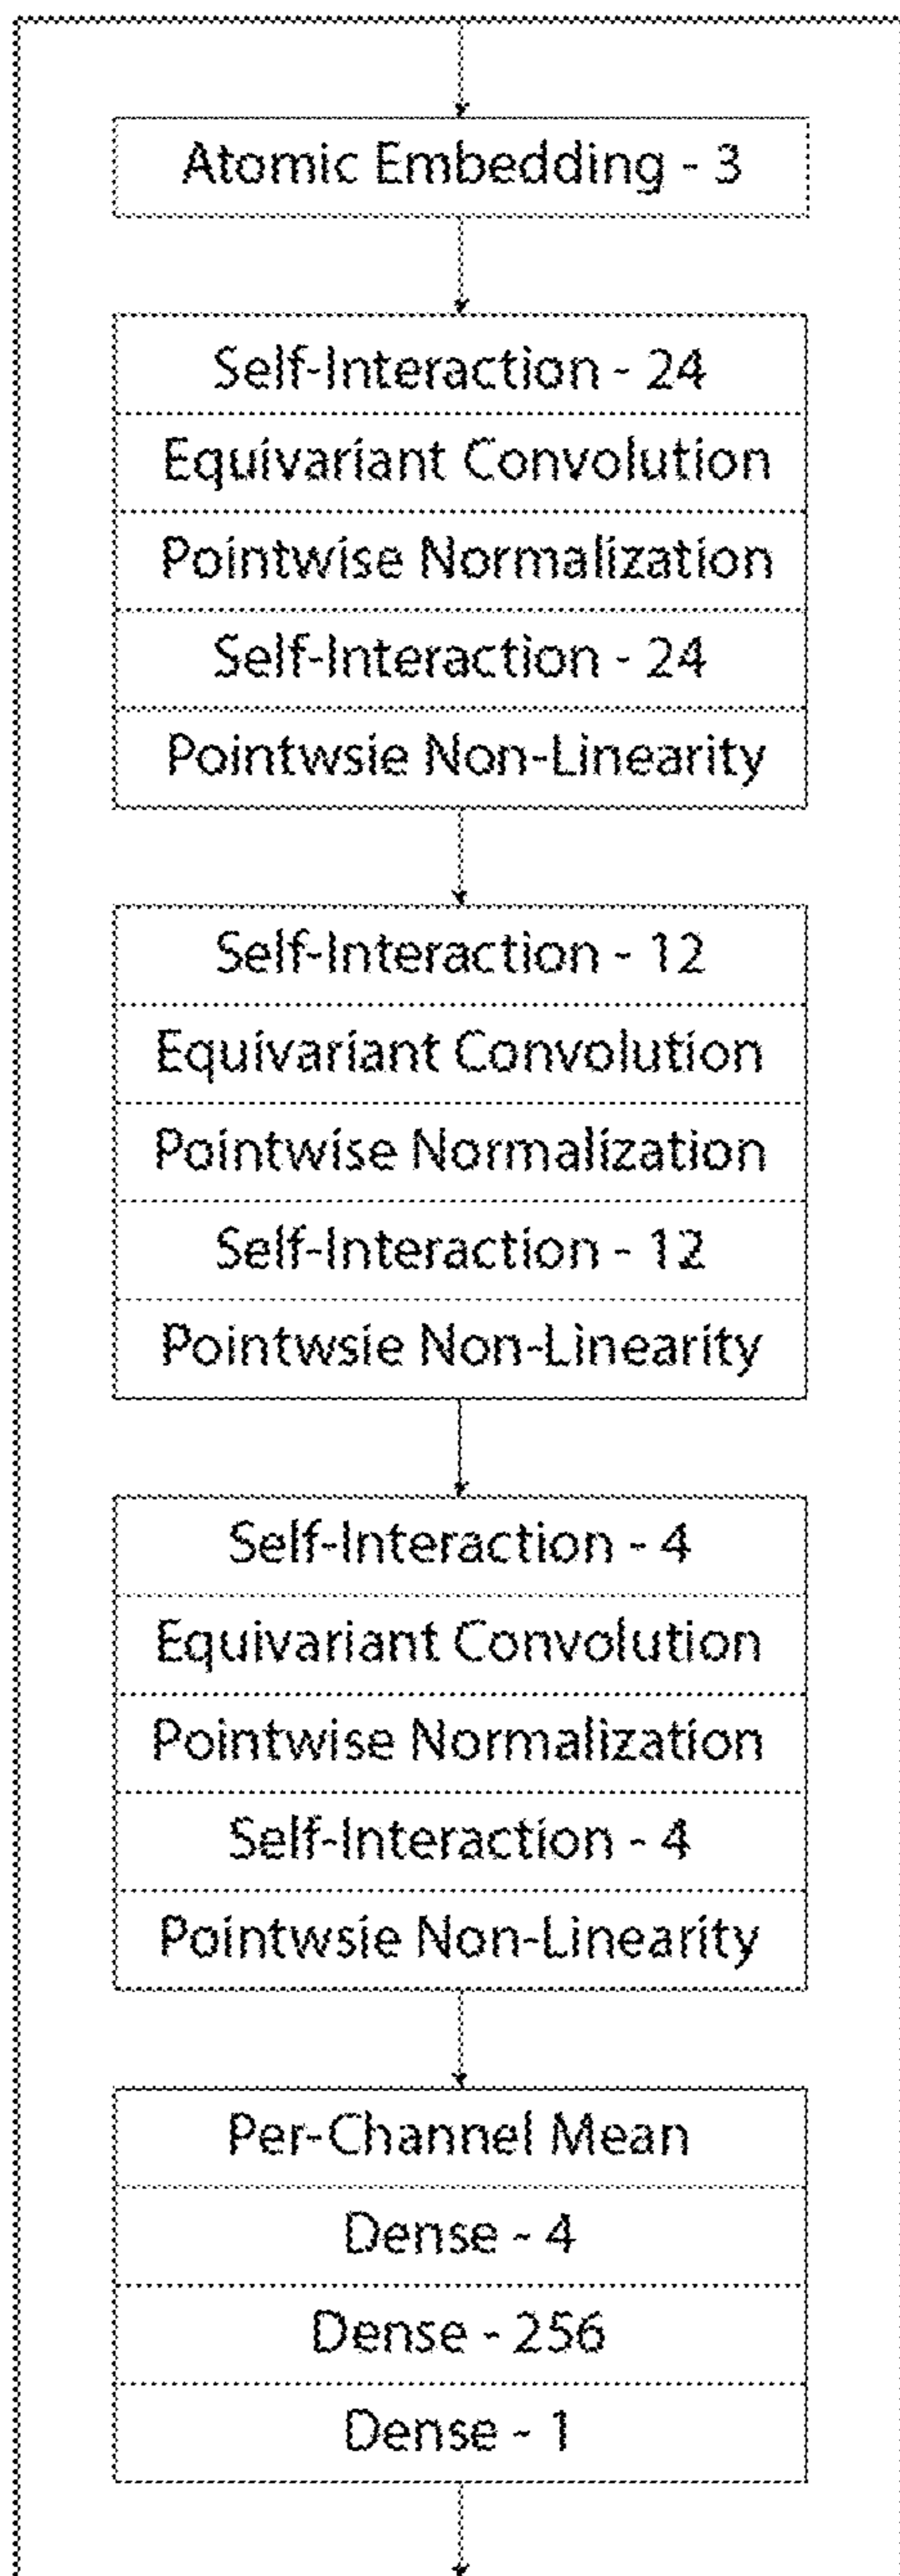 Atomic Embedding - 3
Self-Interaction - 24
Equivariant Convolution
Pointwise Normalization
Self-Interaction - 24
Pointwsie Non-Linearity
Self-Interaction - 12
Equivariant Convolution
Pointwise Normalization
Self-Interaction - 12
Pointwsie Non-Linearity
Self-Interaction - 4
Equivariant Convolution
Pointwise Normalization
Self-Interaction - 4
Pointwsie Non-Linearity
Per-Channel Mean
Dense - 4
Dense - 256
Dense - 1